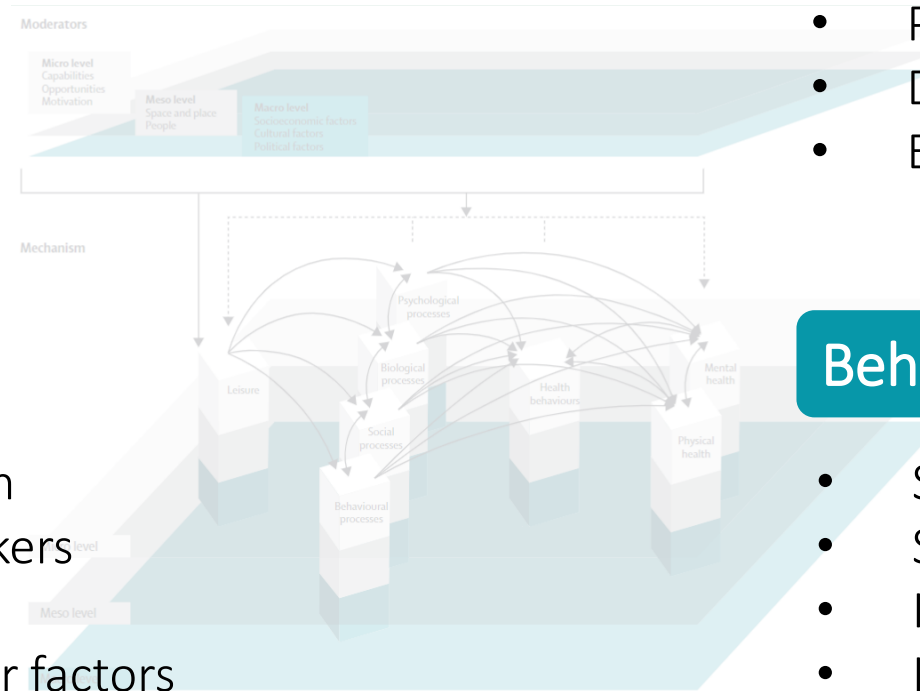 Moderators
Micro level
Capabilities
Opportunities
Motivation
Meso level
Space and place
People
Macro level
Socioeconomic factors
Cultural factors
Political factors
Mechanism
Psychological
processes
Biological
processes
Leisure
Social
processes
Behavioural
processes
Health
behaviours
Mental
health
Physical
health
Beh
kers
level
Meso level
r factors